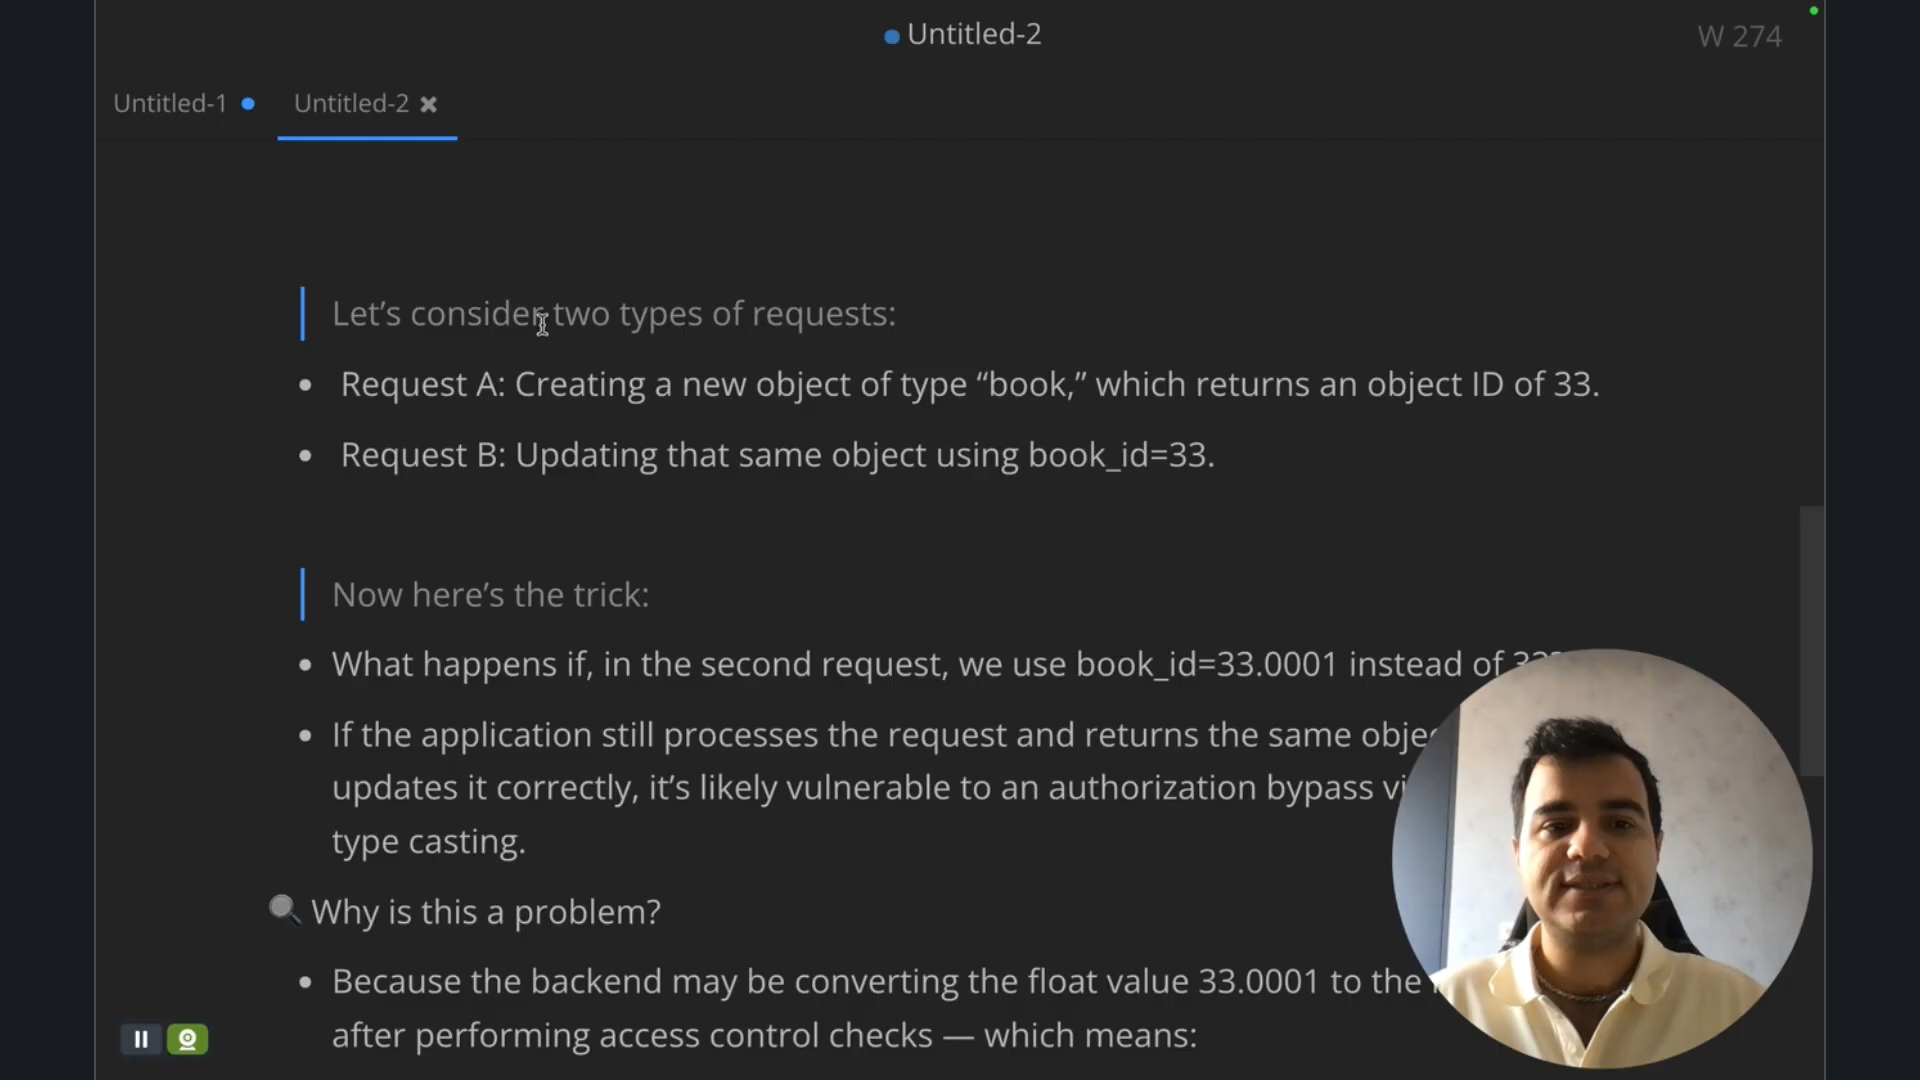 Untitled-2
W 274
Untitled-1
Untitled-2
Let’s consider two types of requests:
Request A: Creating a new object of type “book,” which returns an object ID of 33.
Request B: Updating that same object using book_id=33.
Now here’s the trick:
What happens if, in the second request, we use book_id=33.0001 instead of
If the application still processes the request and returns the same
updates it correctly, it’s likely vulnerable to an authorization bypass
type casting.
Why is this a problem?
Because the backend may be converting the float value 33.0001 to the
after performing access control checks — which means: